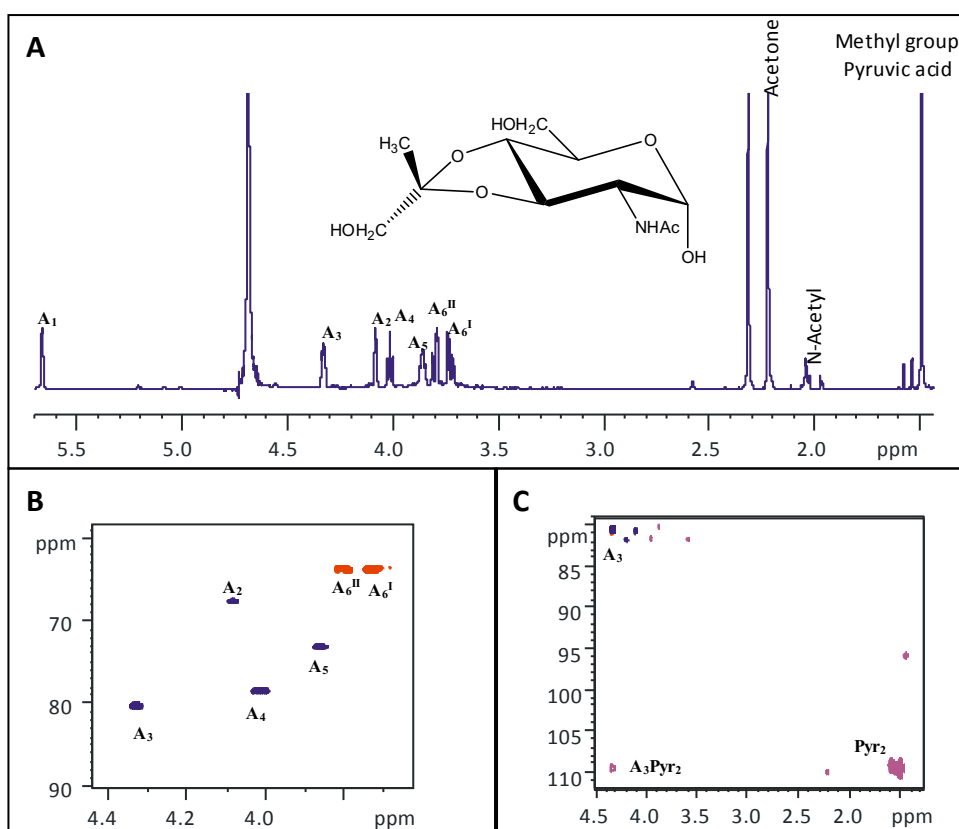 A
Acetone
Methyl group
Pyruvic acid
HOH₂C
O
H₃C
O
O
HOH₂C
NHAc
OH
A₁
A₃
A₂
A₄
A₅
A₆ᴵᴵ
A₆ᴵ
N-Acetyl
5.5 5.0 4.5 4.0 3.5 3.0 2.5 2.0 ppm
B
ppm
70
80
90
A₂
A₆ᴵᴵ
A₆ᴵ
A₅
A₄
A₃
4.4 4.2 4.0 ppm
C
ppm
85
90
95
100
105
110
A₃
Pyr₂
A₃Pyr₂
4.5 4.0 3.5 3.0 2.5 2.0 ppm